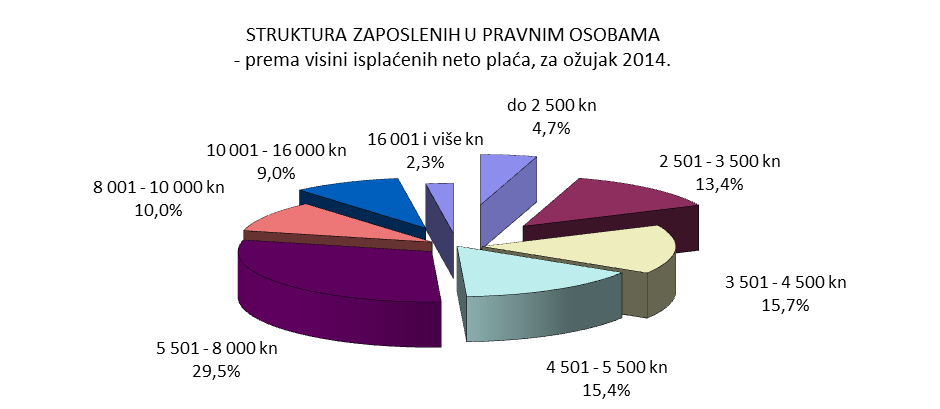 STRUKTURA ZAPOSLENIH U PRAVNIM OSOBAMA
- prema visini isplaćenih neto plaća, za ožujak 2014.
do 2 500 kn
4,7%
2 501 - 3 500 kn
13,4%
3 501 - 4 500 kn
15,7%
4 501 - 5 500 kn
15,4%
5 501 - 8 000 kn
29,5%
8 001 - 10 000 kn
10,0%
10 001 - 16 000 kn
9,0%
16 001 i više kn
2,3%